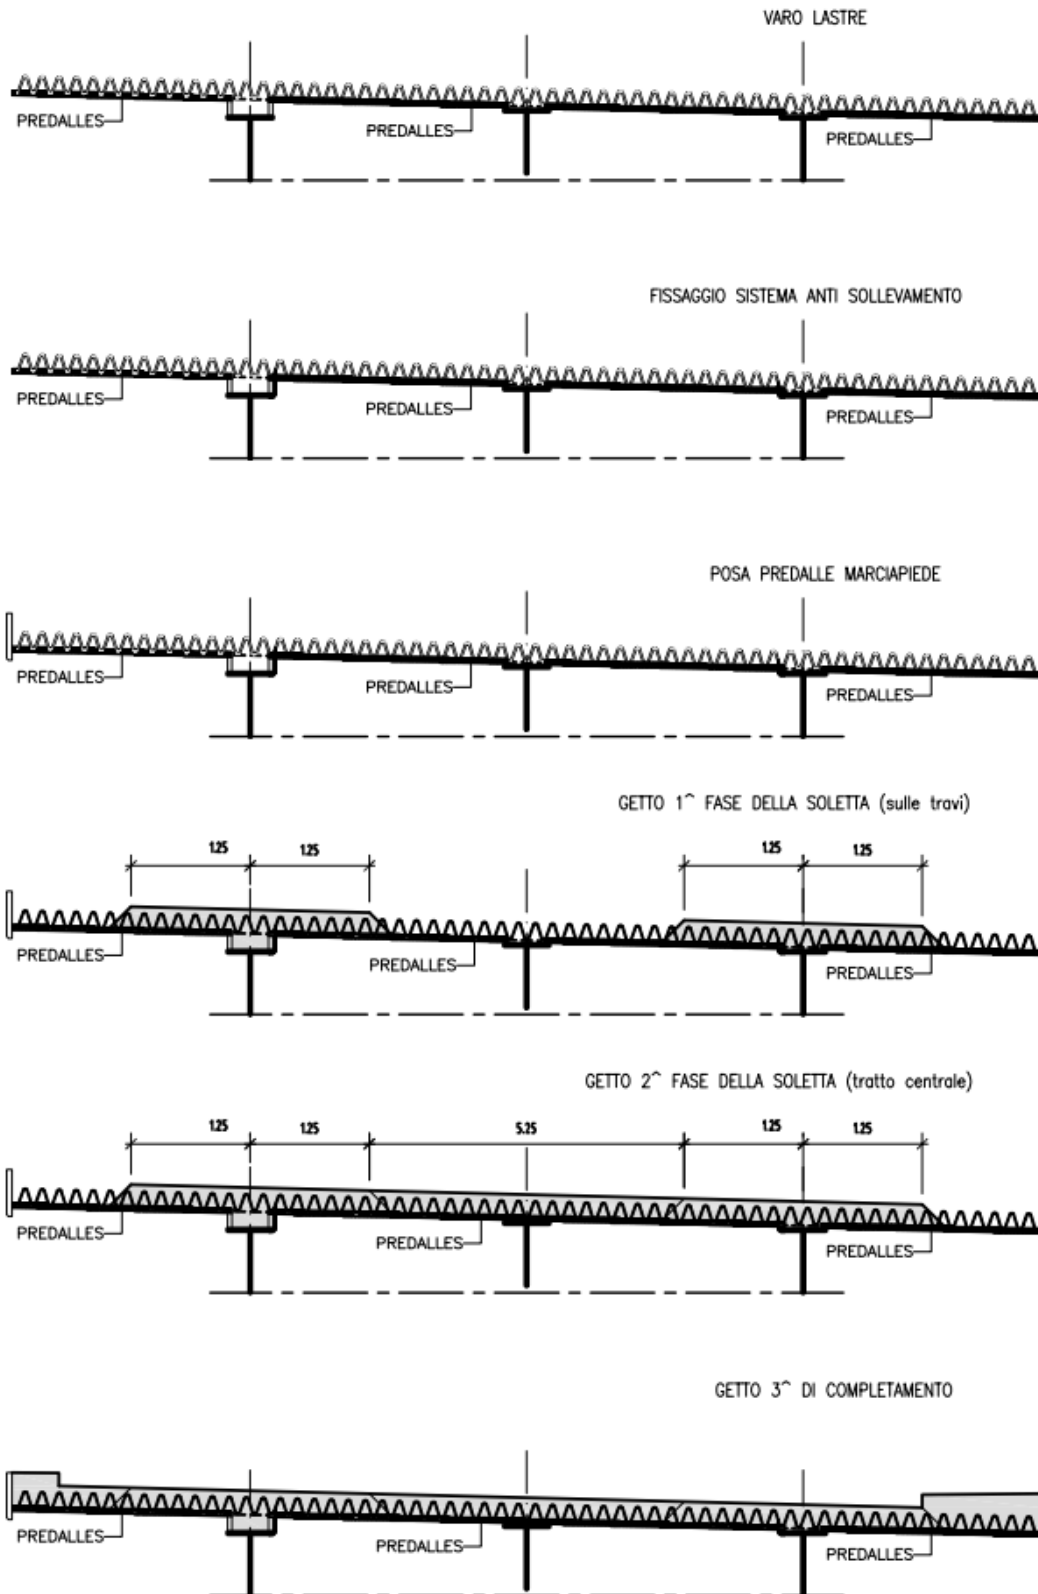 VARO LASTRE
PREDALLES
PREDALLES
PREDALLES
FISSAGGIO SISTEMA ANTI SOLLEVAMENTO
PREDALLES
PREDALLES
PREDALLES
POSA PREDALLE MARCIAPIEDE
PREDALLES
PREDALLES
PREDALLES
GETTO 1^ FASE DELLA SOLETTA (sulle travi)
1.25 1.25 1.25 1.25
PREDALLES
PREDALLES
PREDALLES
GETTO 2^ FASE DELLA SOLETTA (tratto centrale)
1.25 1.25 5.25 1.25 1.25
PREDALLES
PREDALLES
PREDALLES
GETTO 3^ DI COMPLETAMENTO
PREDALLES
PREDALLES
PREDALLES